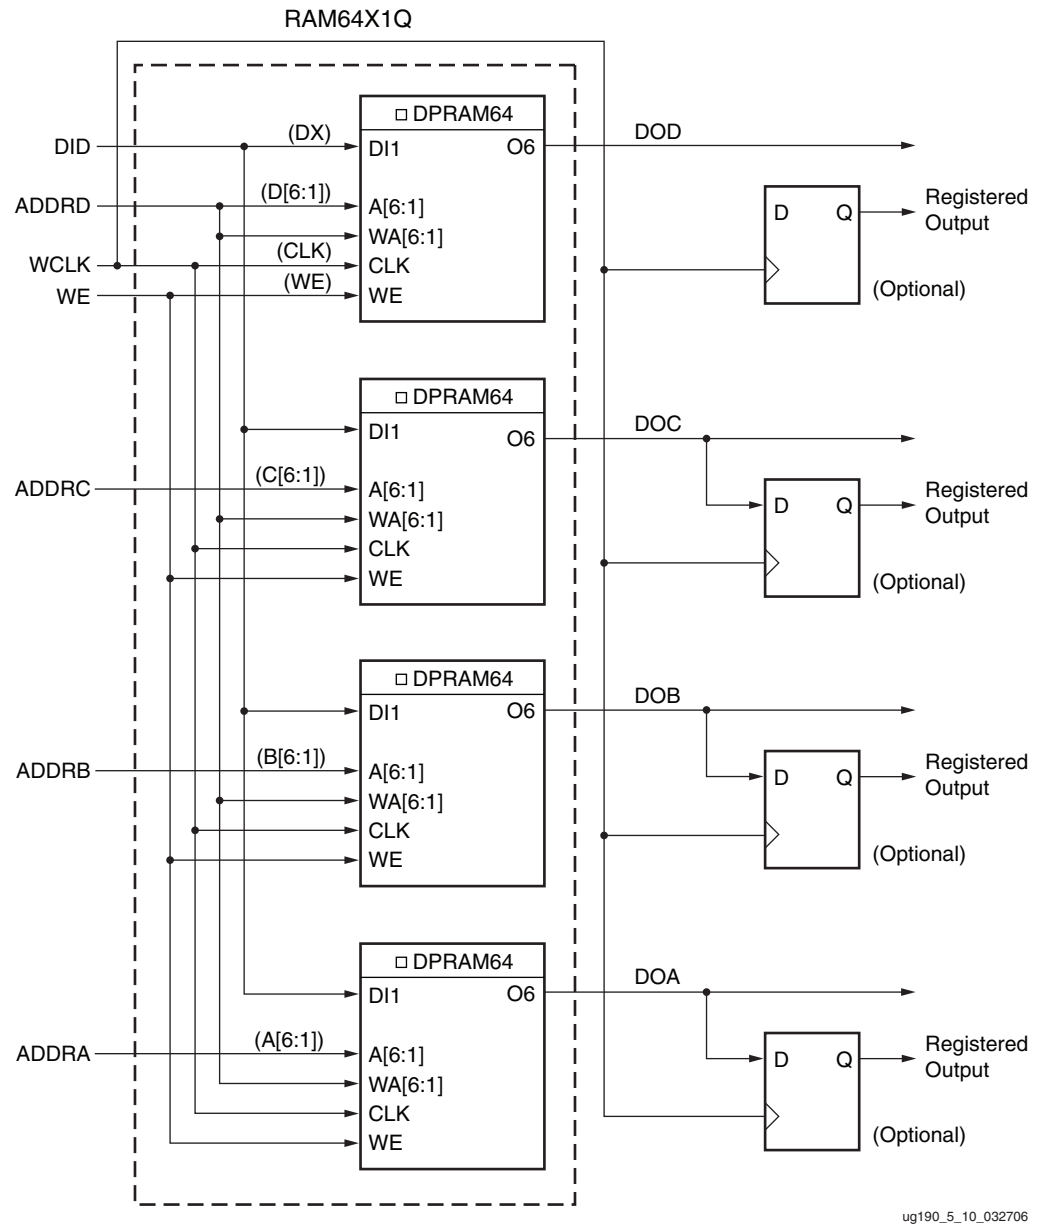 RAM64X1Q
DPRAM64
DID
(DX)
DI1
O6
DOD
ADDRD
(D[6:1])
A[6:1]
WA[6:1]
WCLK
(CLK)
CLK
WE
(WE)
WE
D Q
Registered
Output
(Optional)
DPRAM64
DI1
O6
DOC
ADDRC
(C[6:1])
A[6:1]
WA[6:1]
CLK
WE
D Q
Registered
Output
(Optional)
DPRAM64
DI1
O6
DOB
ADDRB
(B[6:1])
A[6:1]
WA[6:1]
CLK
WE
D Q
Registered
Output
(Optional)
DPRAM64
DI1
O6
DOA
ADDRA
(A[6:1])
A[6:1]
WA[6:1]
CLK
WE
D Q
Registered
Output
(Optional)
ug190_5_10_032706